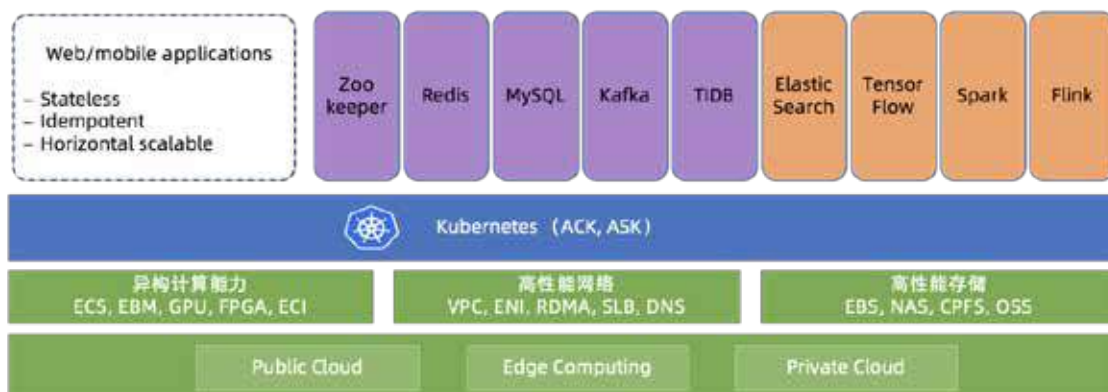 Web/mobile applications
– Stateless
– Idempotent
– Horizontal scalable
Zoo
keeper
Redis
MySQL
Kafka
TIDB
Elastic
Search
Tensor
Flow
Spark
Flink
Kubernetes （ACK, ASK）
异构计算能力
ECS, EBM, GPU, FPGA, ECI
高性能网络
VPC, ENI, RDMA, SLB, DNS
高性能存储
EBS, NAS, CPFS, OSS
Public Cloud
Edge Computing
Private Cloud